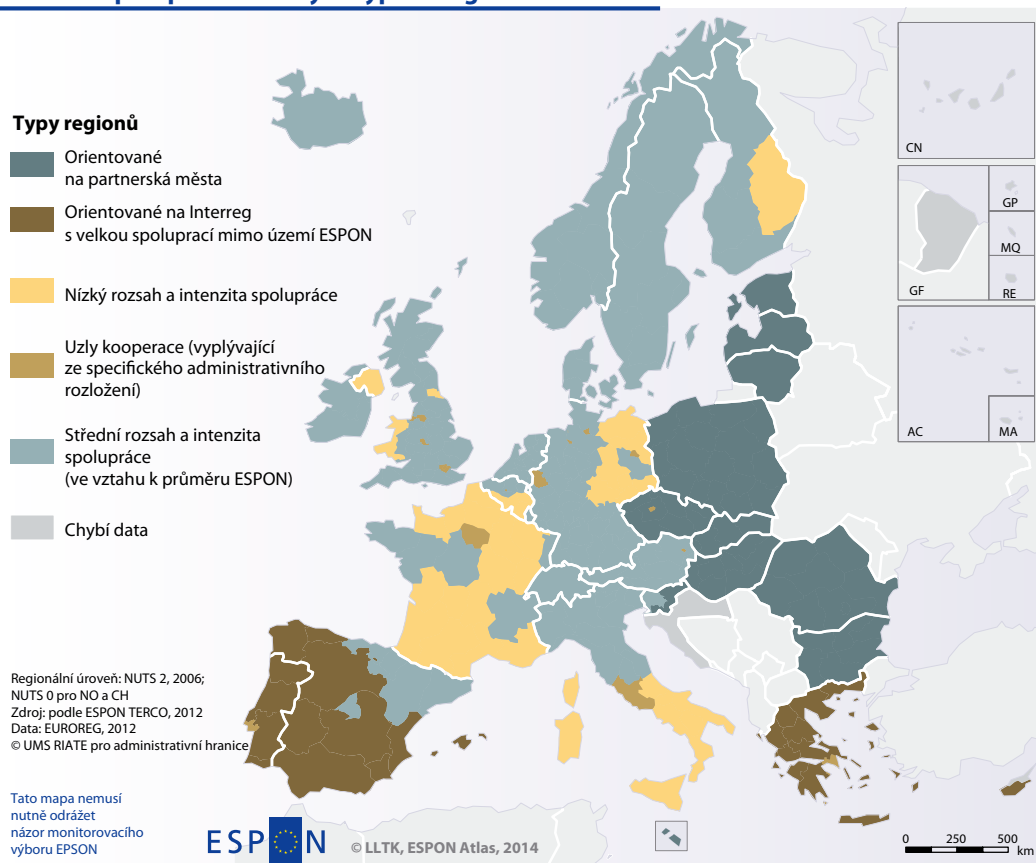 Typy regionů
Orientované
na partnerská města
Orientované na Interreg
s velkou spoluprací mimo území ESPON
Nízký rozsah a intenzita spolupráce
Uzly kooperace (vyplývající
ze specifického administrativního
rozložení)
Střední rozsah a intenzita
spolupráce
(ve vztahu k průměru ESPON)
Chybí data
CN
GP
MQ
GF
RE
AC
MA
Regionální úroveň: NUTS 2, 2006;
NUTS 0 pro NO a CH
Zdroj: podle ESPON TERCO, 2012
Data: EUROREG, 2012
© UMS RIATE pro administrativní hranice
Tato mapa nemusí
nutně odrážet
názor monitorovacího
výboru EPSON
ESPON
© LLTK, ESPON Atlas, 2014
0 250 500
km